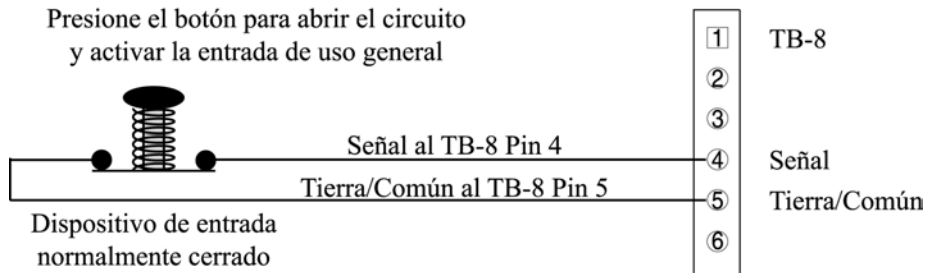 Presione el botón para abrir el circuito
y activar la entrada de uso general
1 TB-8
2
3
Señal al TB-8 Pin 4
4 Señal
Tierra/Común al TB-8 Pin 5
5 Tierra/Común
6
Dispositivo de entrada
normalmente cerrado